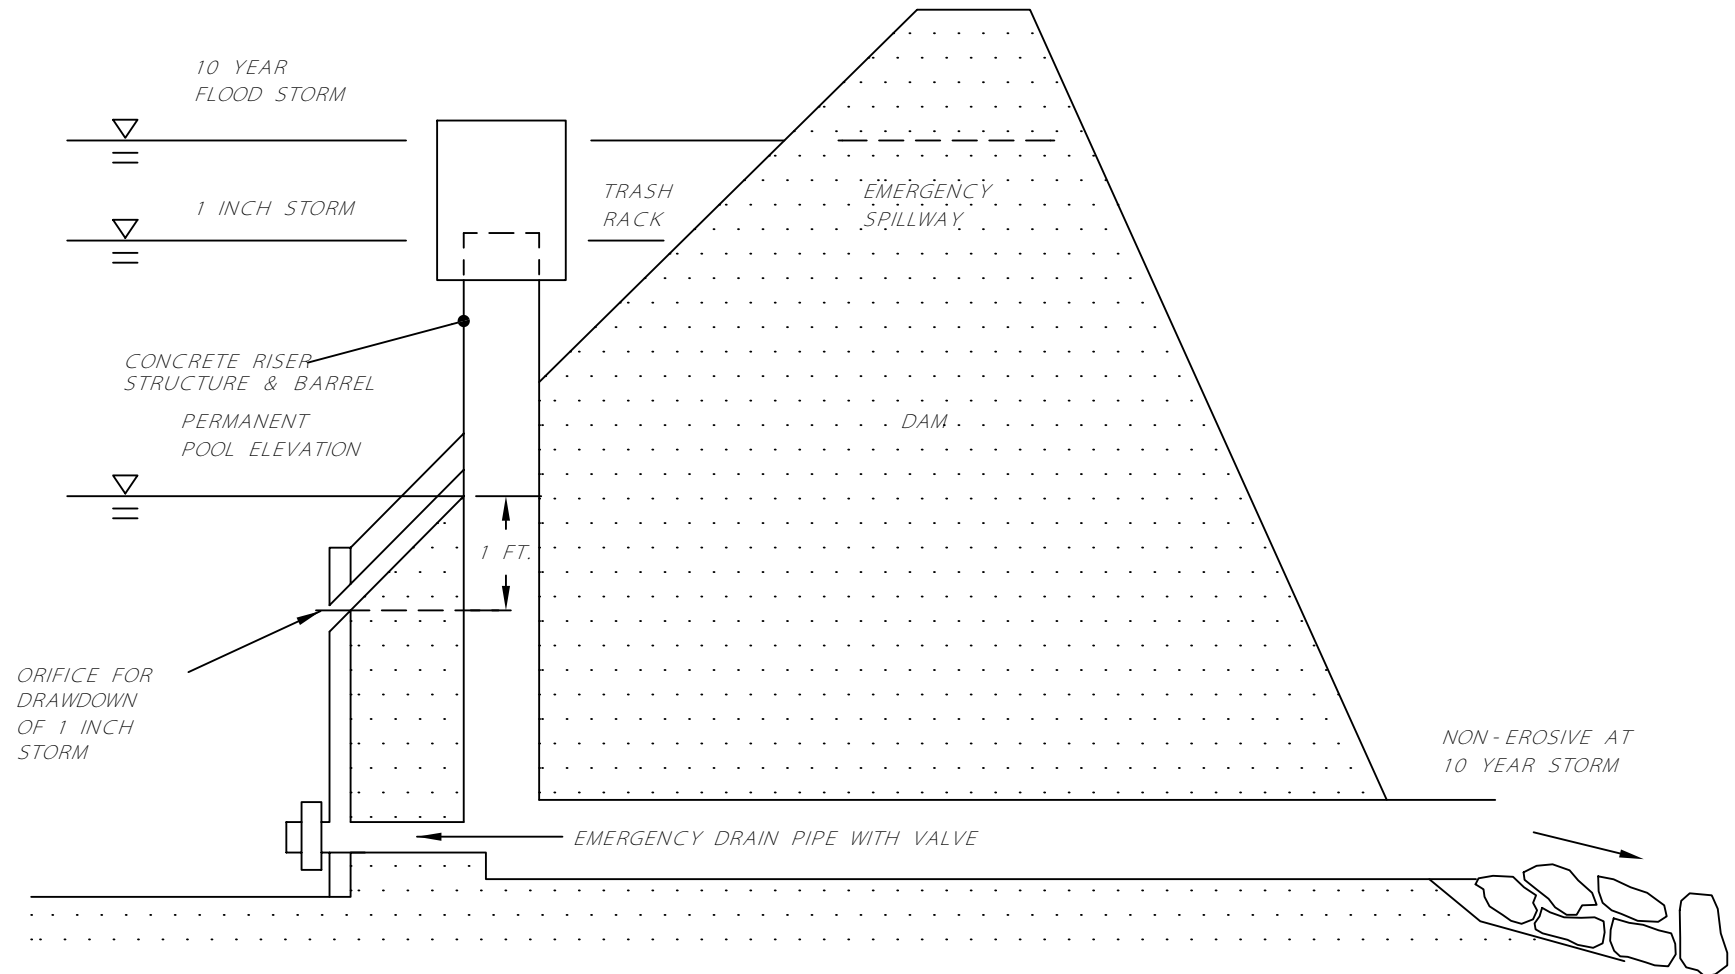 10 YEAR
FLOOD STORM
1 INCH STORM
TRASH
RACK
EMERGENCY
SPILLWAY
CONCRETE RISER
STRUCTURE & BARREL
PERMANENT
POOL ELEVATION
DAM
1 FT.
ORIFICE FOR
DRAWDOWN
OF 1 INCH
STORM
NON-EROSIVE AT
10 YEAR STORM
EMERGENCY DRAIN PIPE WITH VALVE